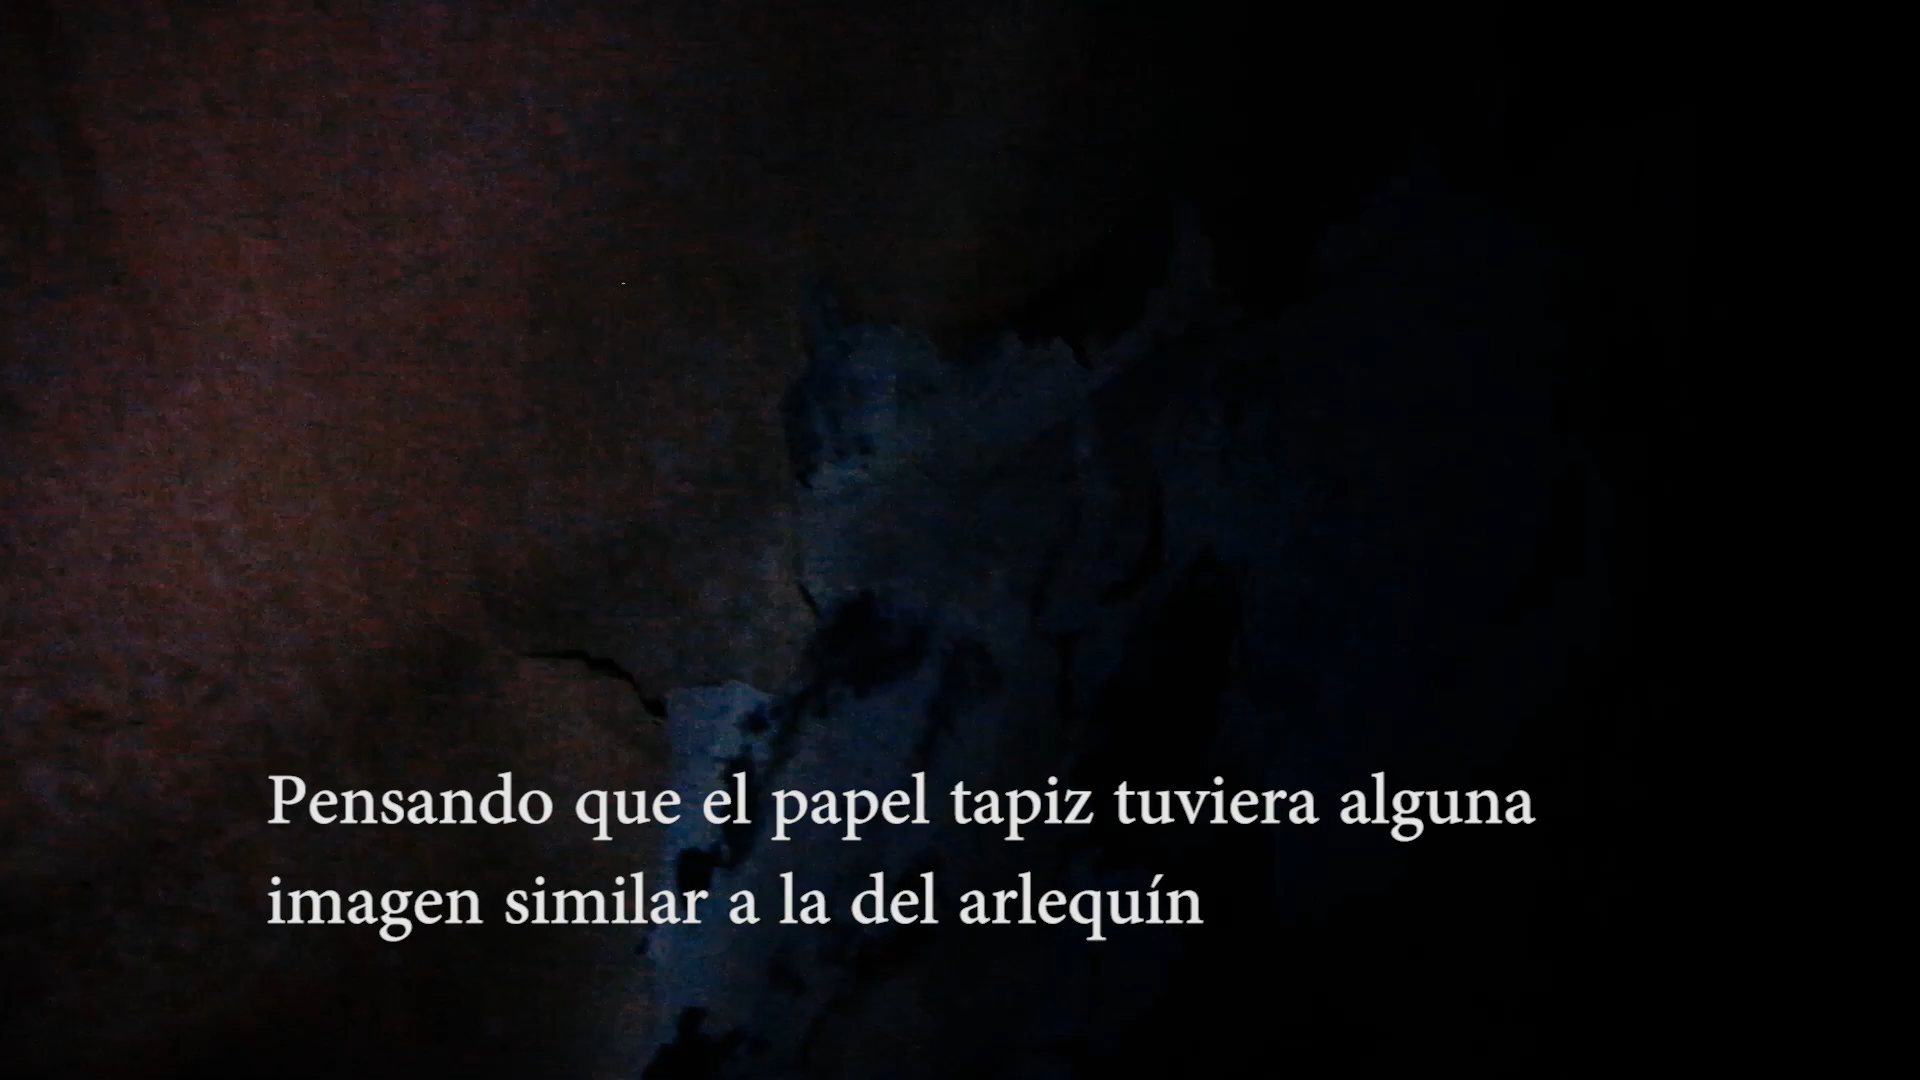 Pensando que el papel tapiz tuviera alguna
imagen similar a la del arlequín